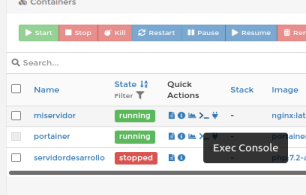 Containers
Start Stop Kill Restart Pause Resume
Search...
Name State Filter Quick Actions Stack Image
miservidor running - nginx:lat
portainer running -
servidordesarrollo stopped -
Exec Console